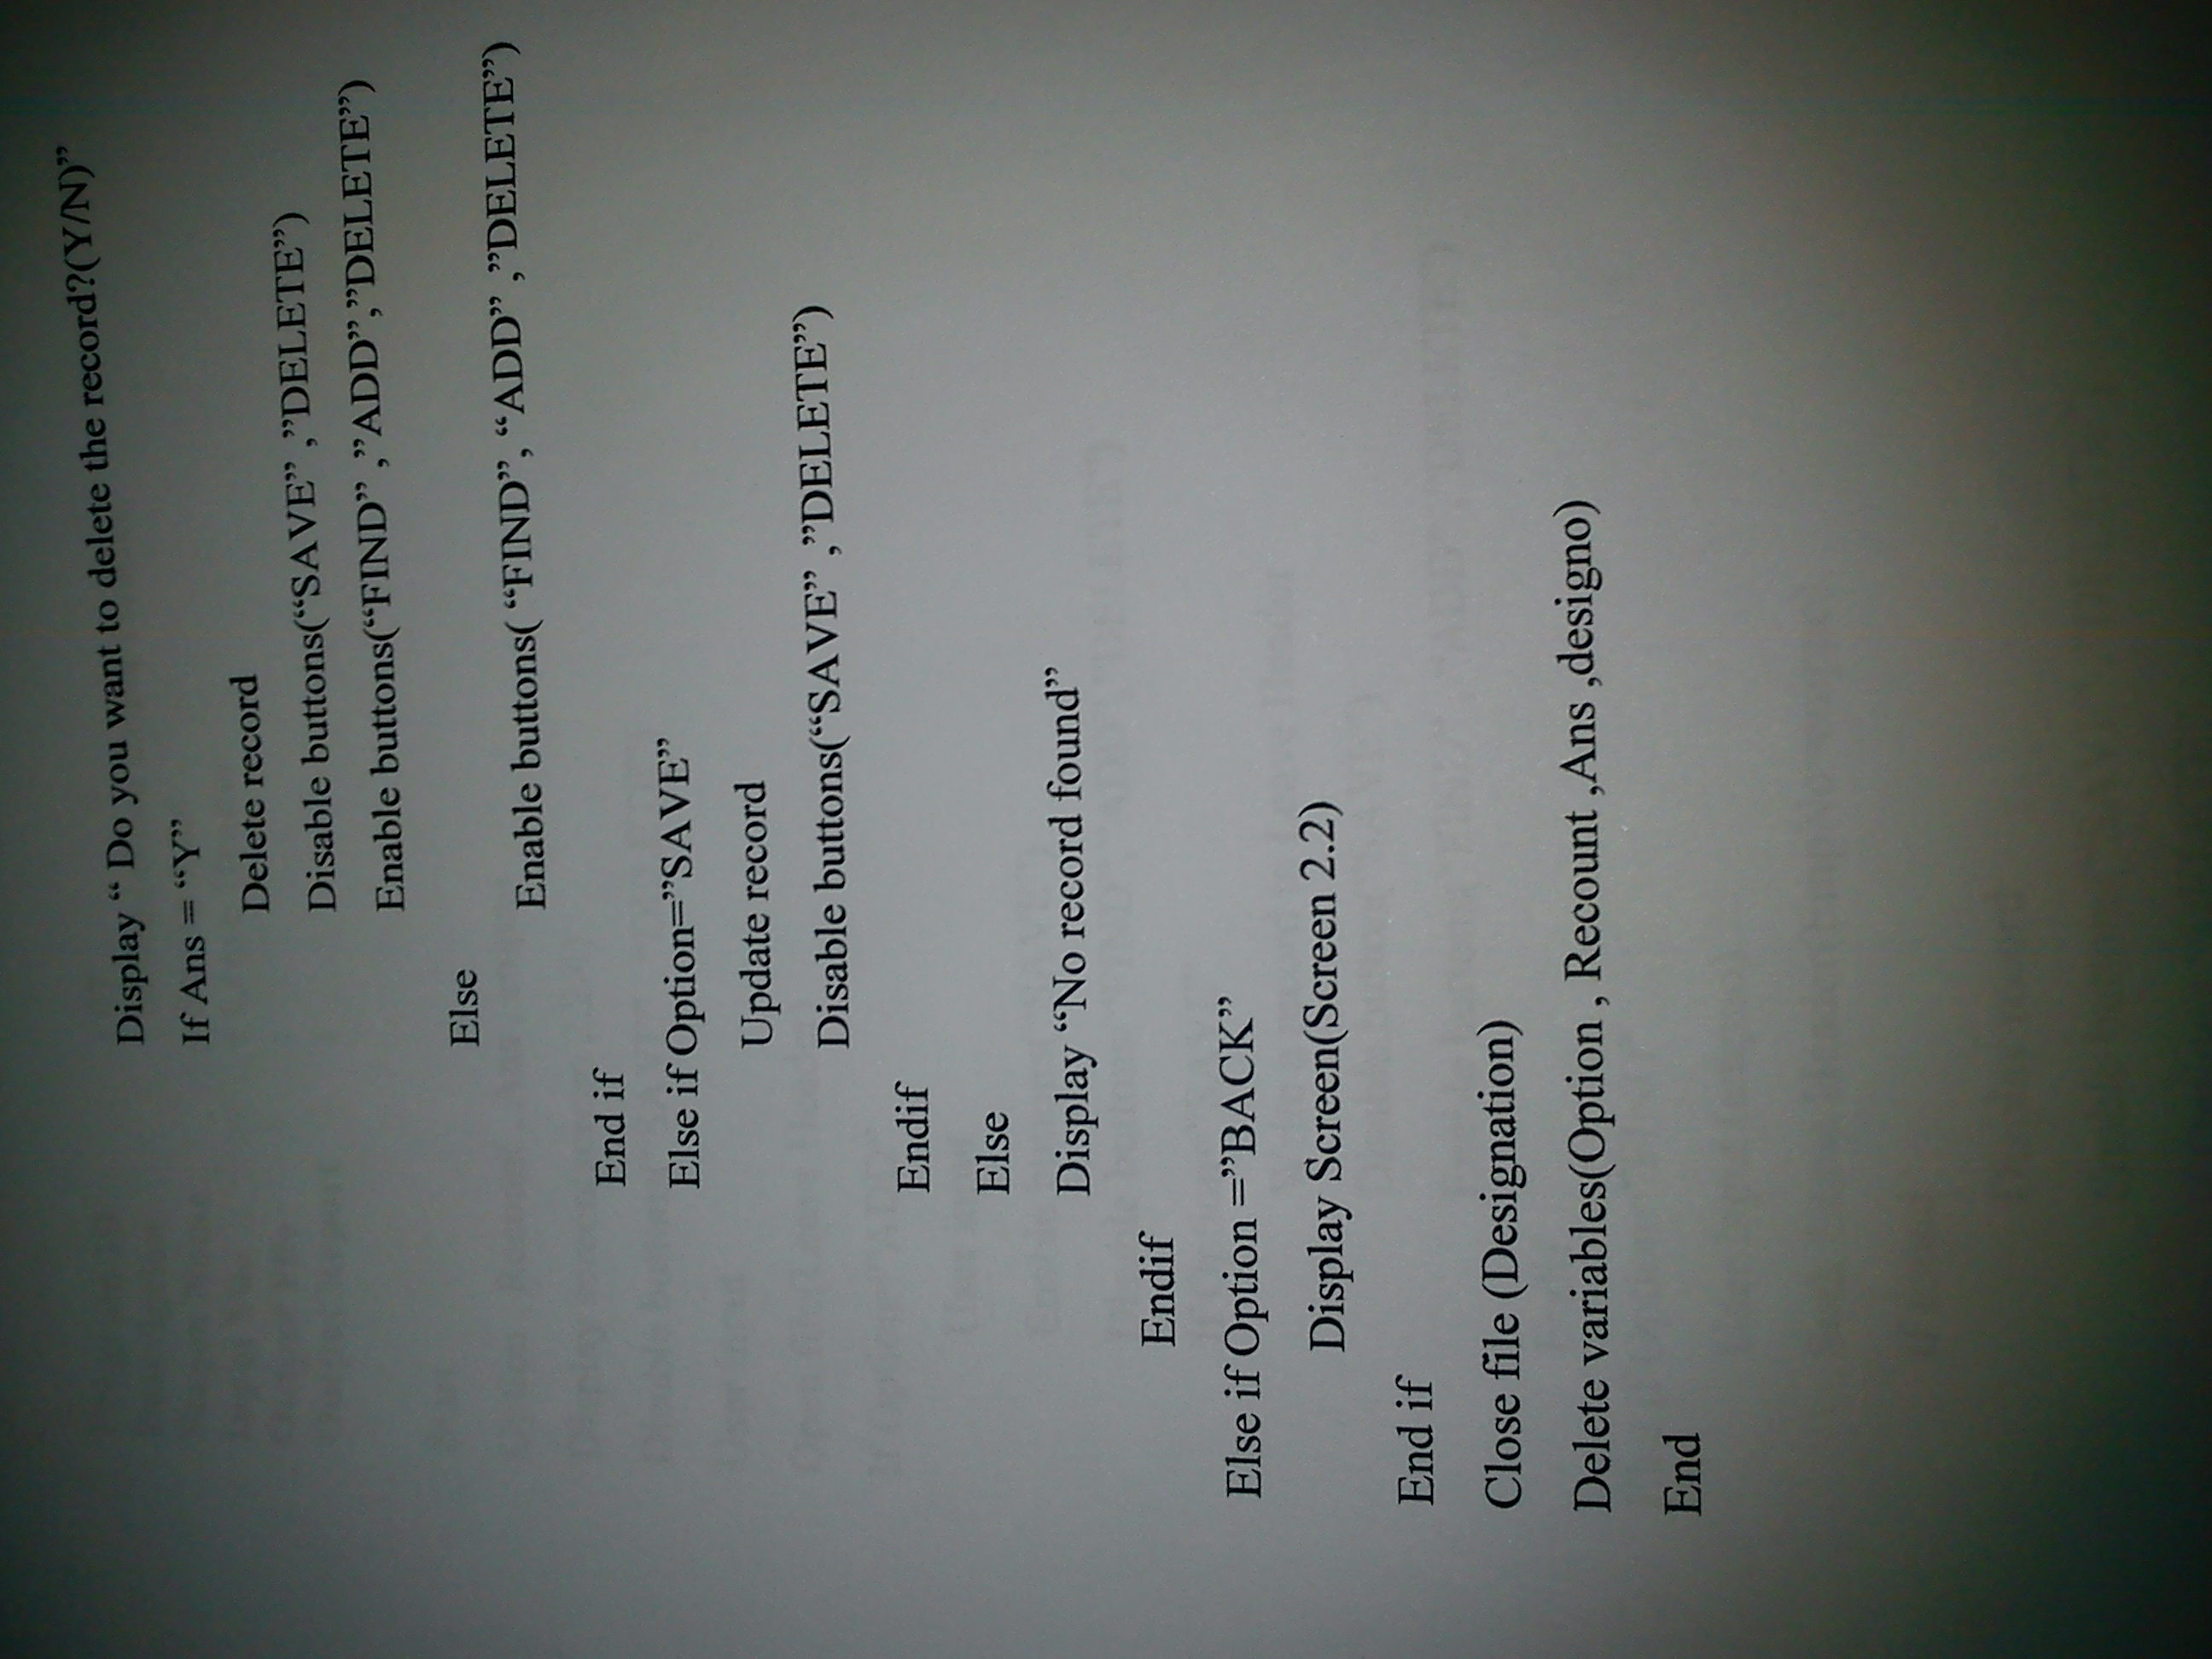 Display “ Do you want to delete the record?(Y/N)”
If Ans = “Y”
Delete record
Disable buttons(“SAVE” ,”DELETE”)
Enable buttons(“FIND” ,”ADD”,”DELETE”)
Else
Enable buttons( “FIND”, “ADD” ,”DELETE”)
End if
Else if Option=”SAVE”
Update record
Disable buttons(“SAVE” ,”DELETE”)
Endif
Else
Display “No record found”
Endif
Else if Option =”BACK”
Display Screen(Screen 2.2)
End if
Close file (Designation)
Delete variables(Option , Recount ,Ans ,designo)
End